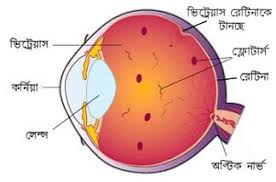 ভিট্রেয়াস
কর্নিয়া
লেন্স
ভিট্রেয়াস রেটিনাকে
টানছে
ফ্লোটার্স
রেটিনা
অপ্টিক নার্ভ